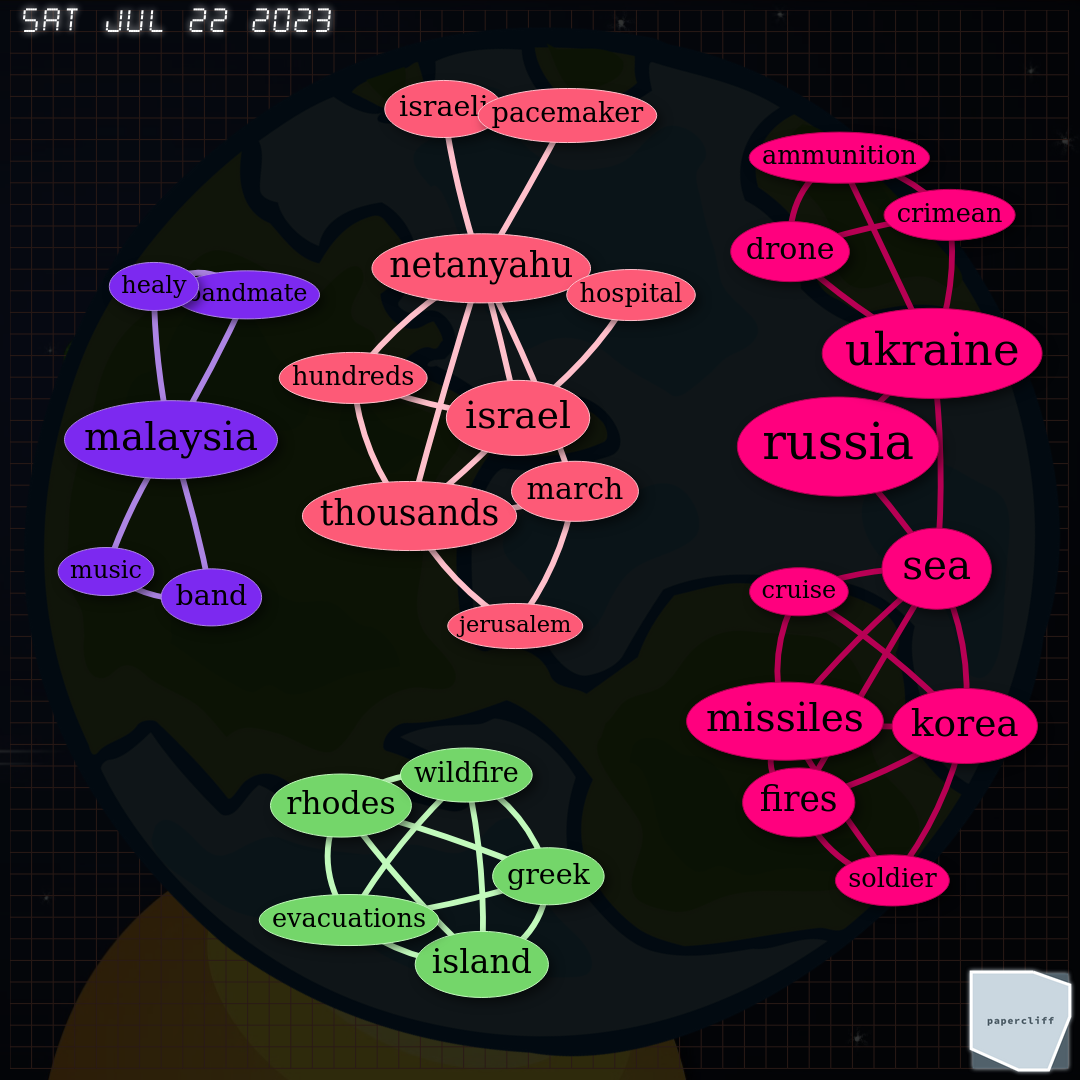 SAT JUL 22 2023
israeli
pacemaker
ammunition
crimean
drone
netanyahu
hospital
healy
bandmate
ukraine
hundreds
israel
malaysia
russia
march
thousands
sea
music
band
cruise
jerusalem
missiles
korea
wildfire
rhodes
fires
greek
soldier
evacuations
island
papercliff